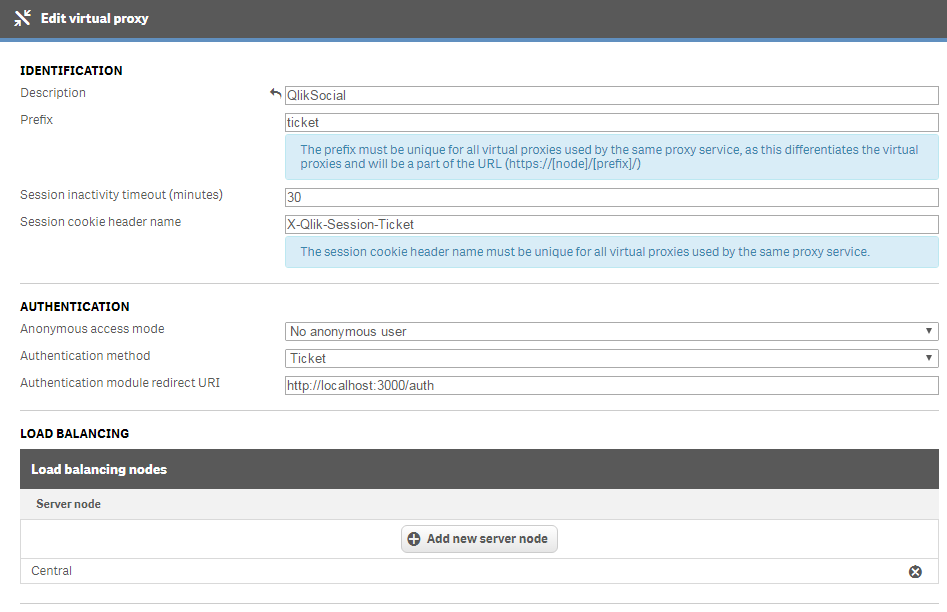 Edit virtual proxy
IDENTIFICATION
Description
QlikSocial
Prefix
ticket
The prefix must be unique for all virtual proxies used by the same proxy service, as this differentiates the virtual
proxies and will be a part of the URL (https://[node]/[prefix]/)
Session inactivity timeout (minutes)
30
Session cookie header name
X-Qlik-Session-Ticket
The session cookie header name must be unique for all virtual proxies used by the same proxy service.
AUTHENTICATION
Anonymous access mode
No anonymous user
Authentication method
Ticket
Authentication module redirect URI
http://localhost:3000/auth
LOAD BALANCING
Load balancing nodes
Server node
Add new server node
Central